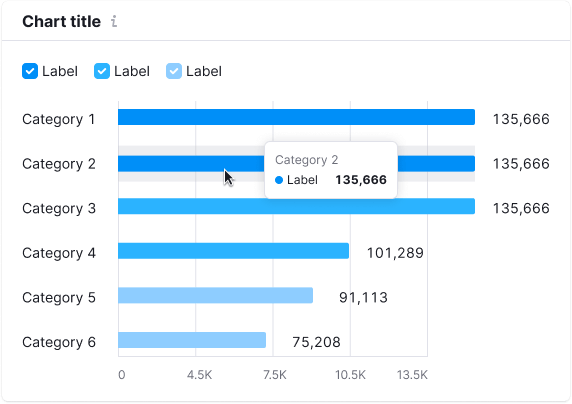 Chart title
Label Label Label
Category 1 135,666
Category 2 135,666
Category 2
Label 135,666
Category 3 135,666
Category 4 101,289
Category 5 91,113
Category 6 75,208
0 4.5K 7.5K 10.5K 13.5K